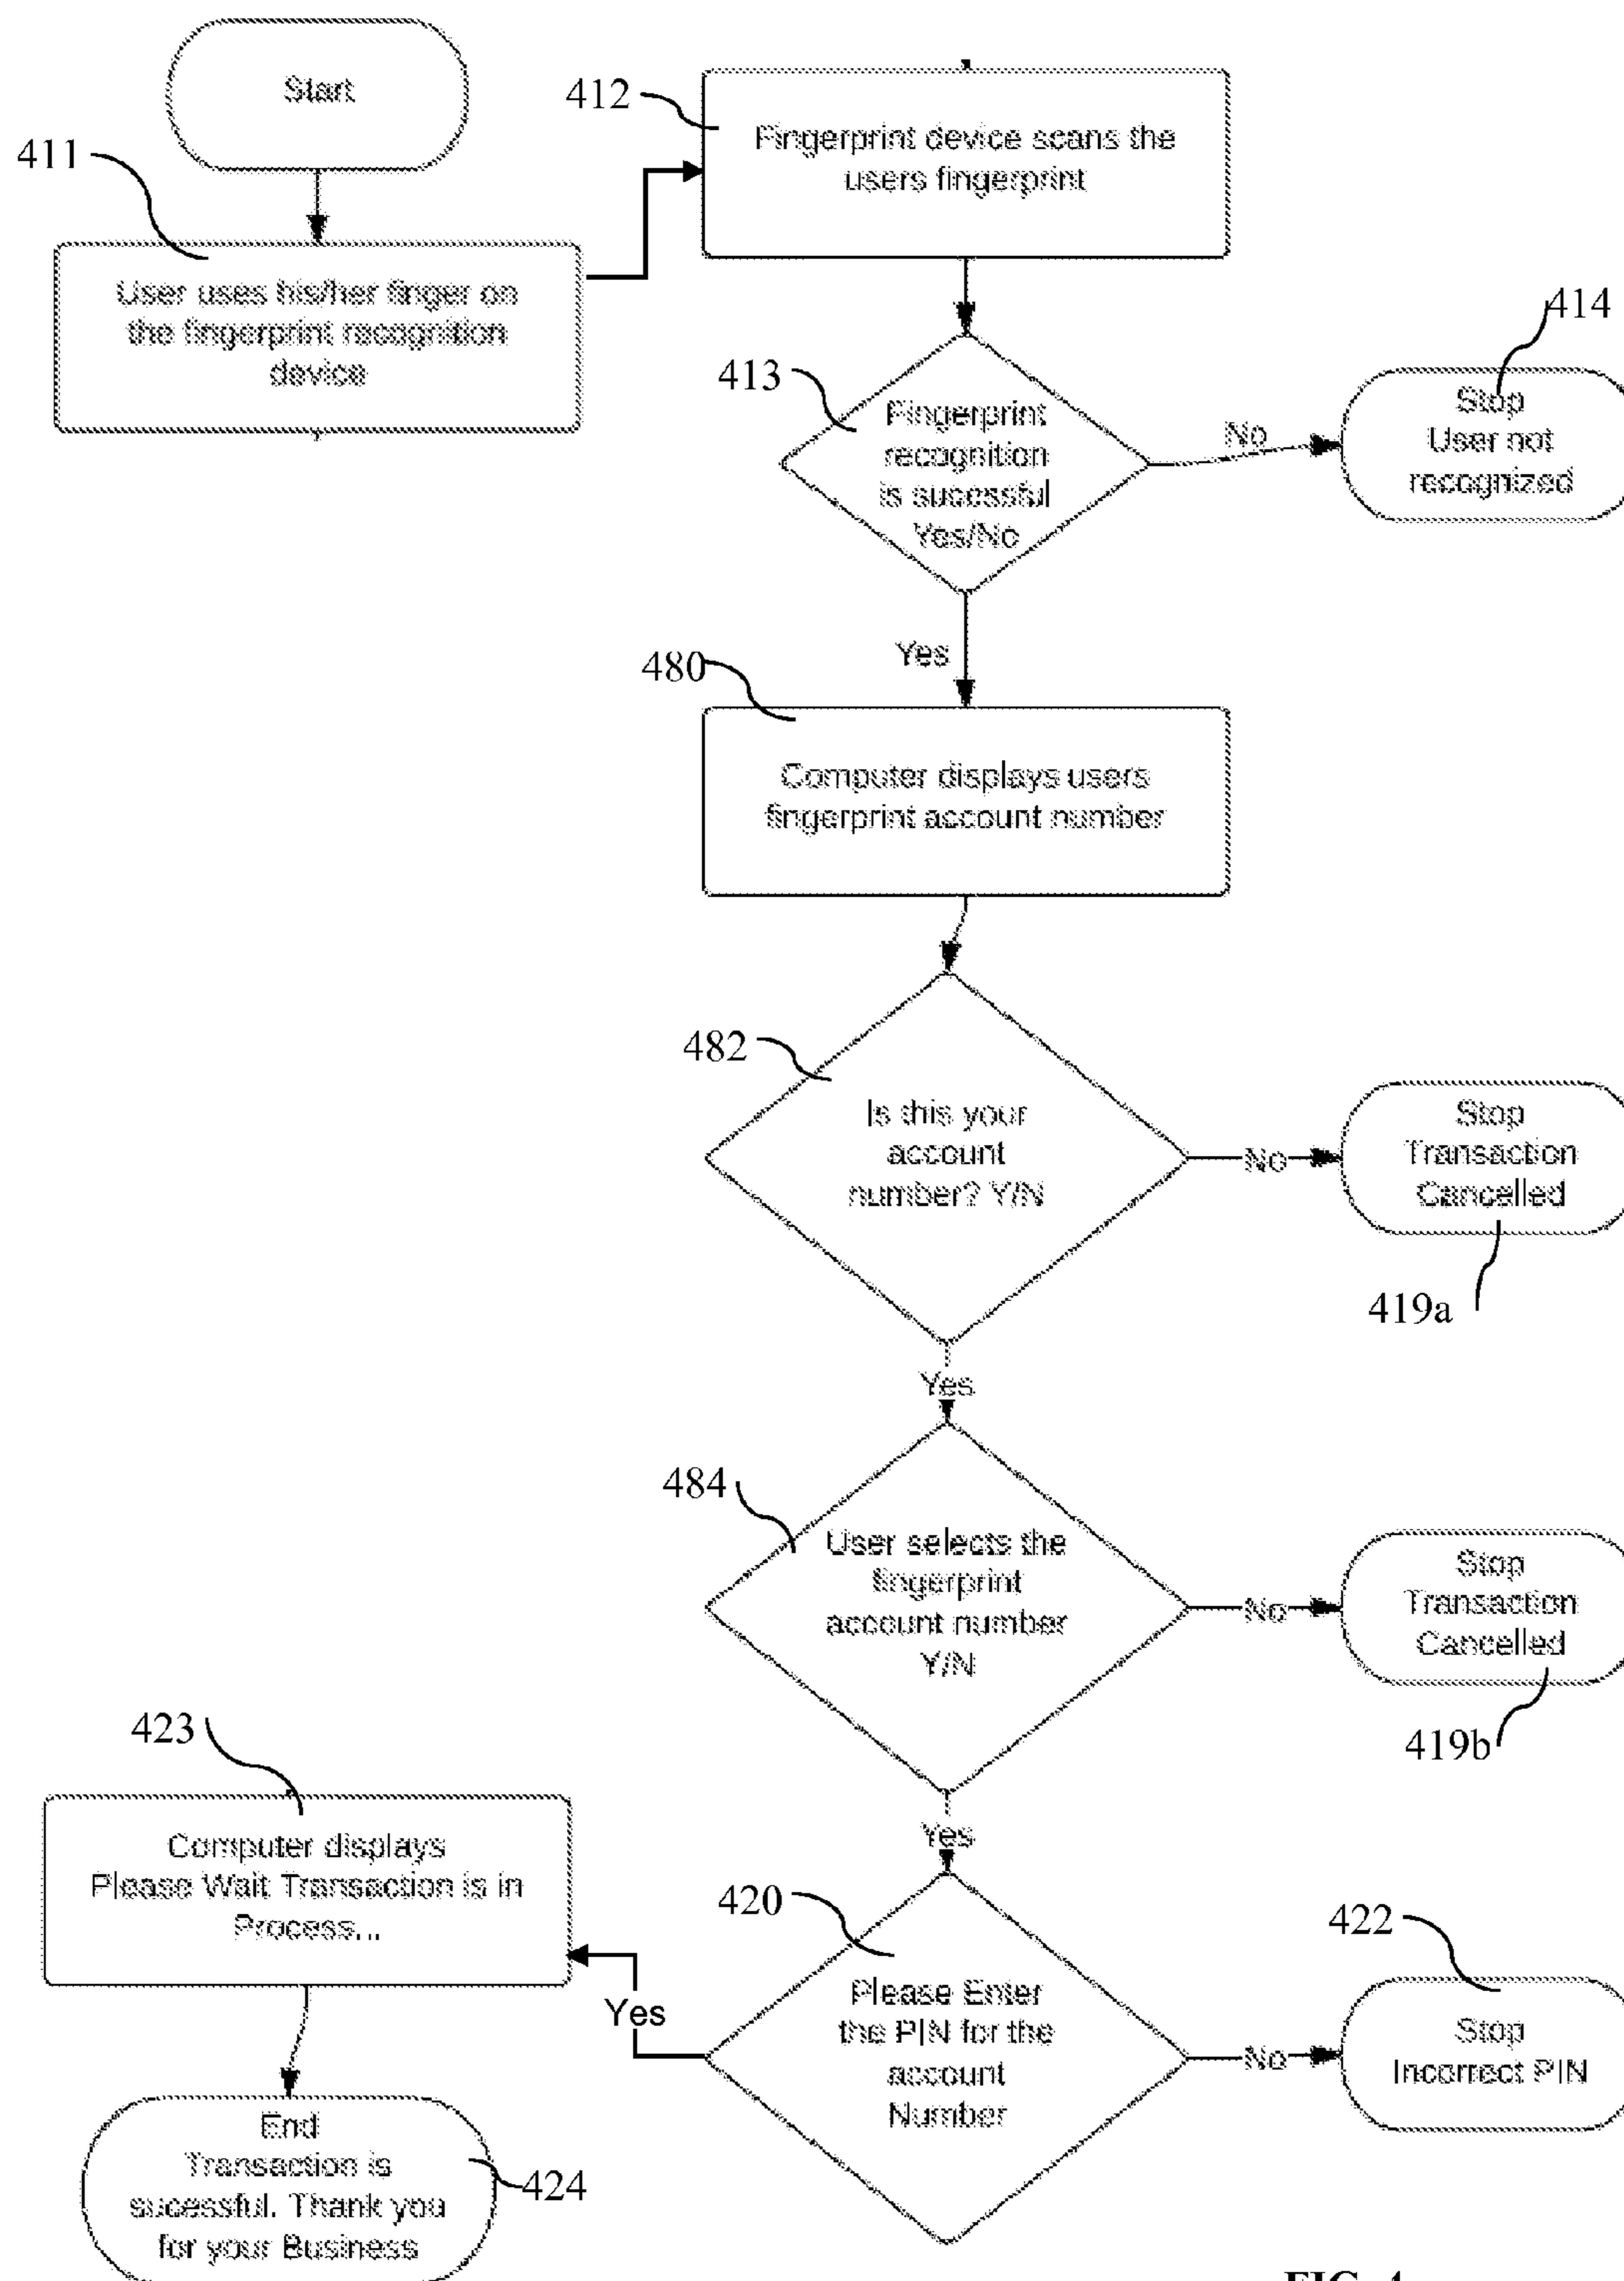 Start
411
User uses his/her finger on
the fingerprint recognition
device
412
Fingerprint device scans the
users fingerprint
413
Fingerprint
recognition
is sucessful
Yes/No
No
414
Stop
User not
recognized
Yes
480
Computer displays users
fingerprint account number
482
Is this your
account
number? Y/N
No
Stop
Transaction
Cancelled
419a
Yes
484
User selects the
fingerprint
account number
Y/N
No
Stop
Transaction
Cancelled
419b
Yes
420
Please Enter
the PIN for the
account
Number
No
422
Stop
Incorrect PIN
Yes
423
Computer displays
Please Wait Transaction is in
Process...
End
Transaction is
sucessful. Thank you
for your Business
424